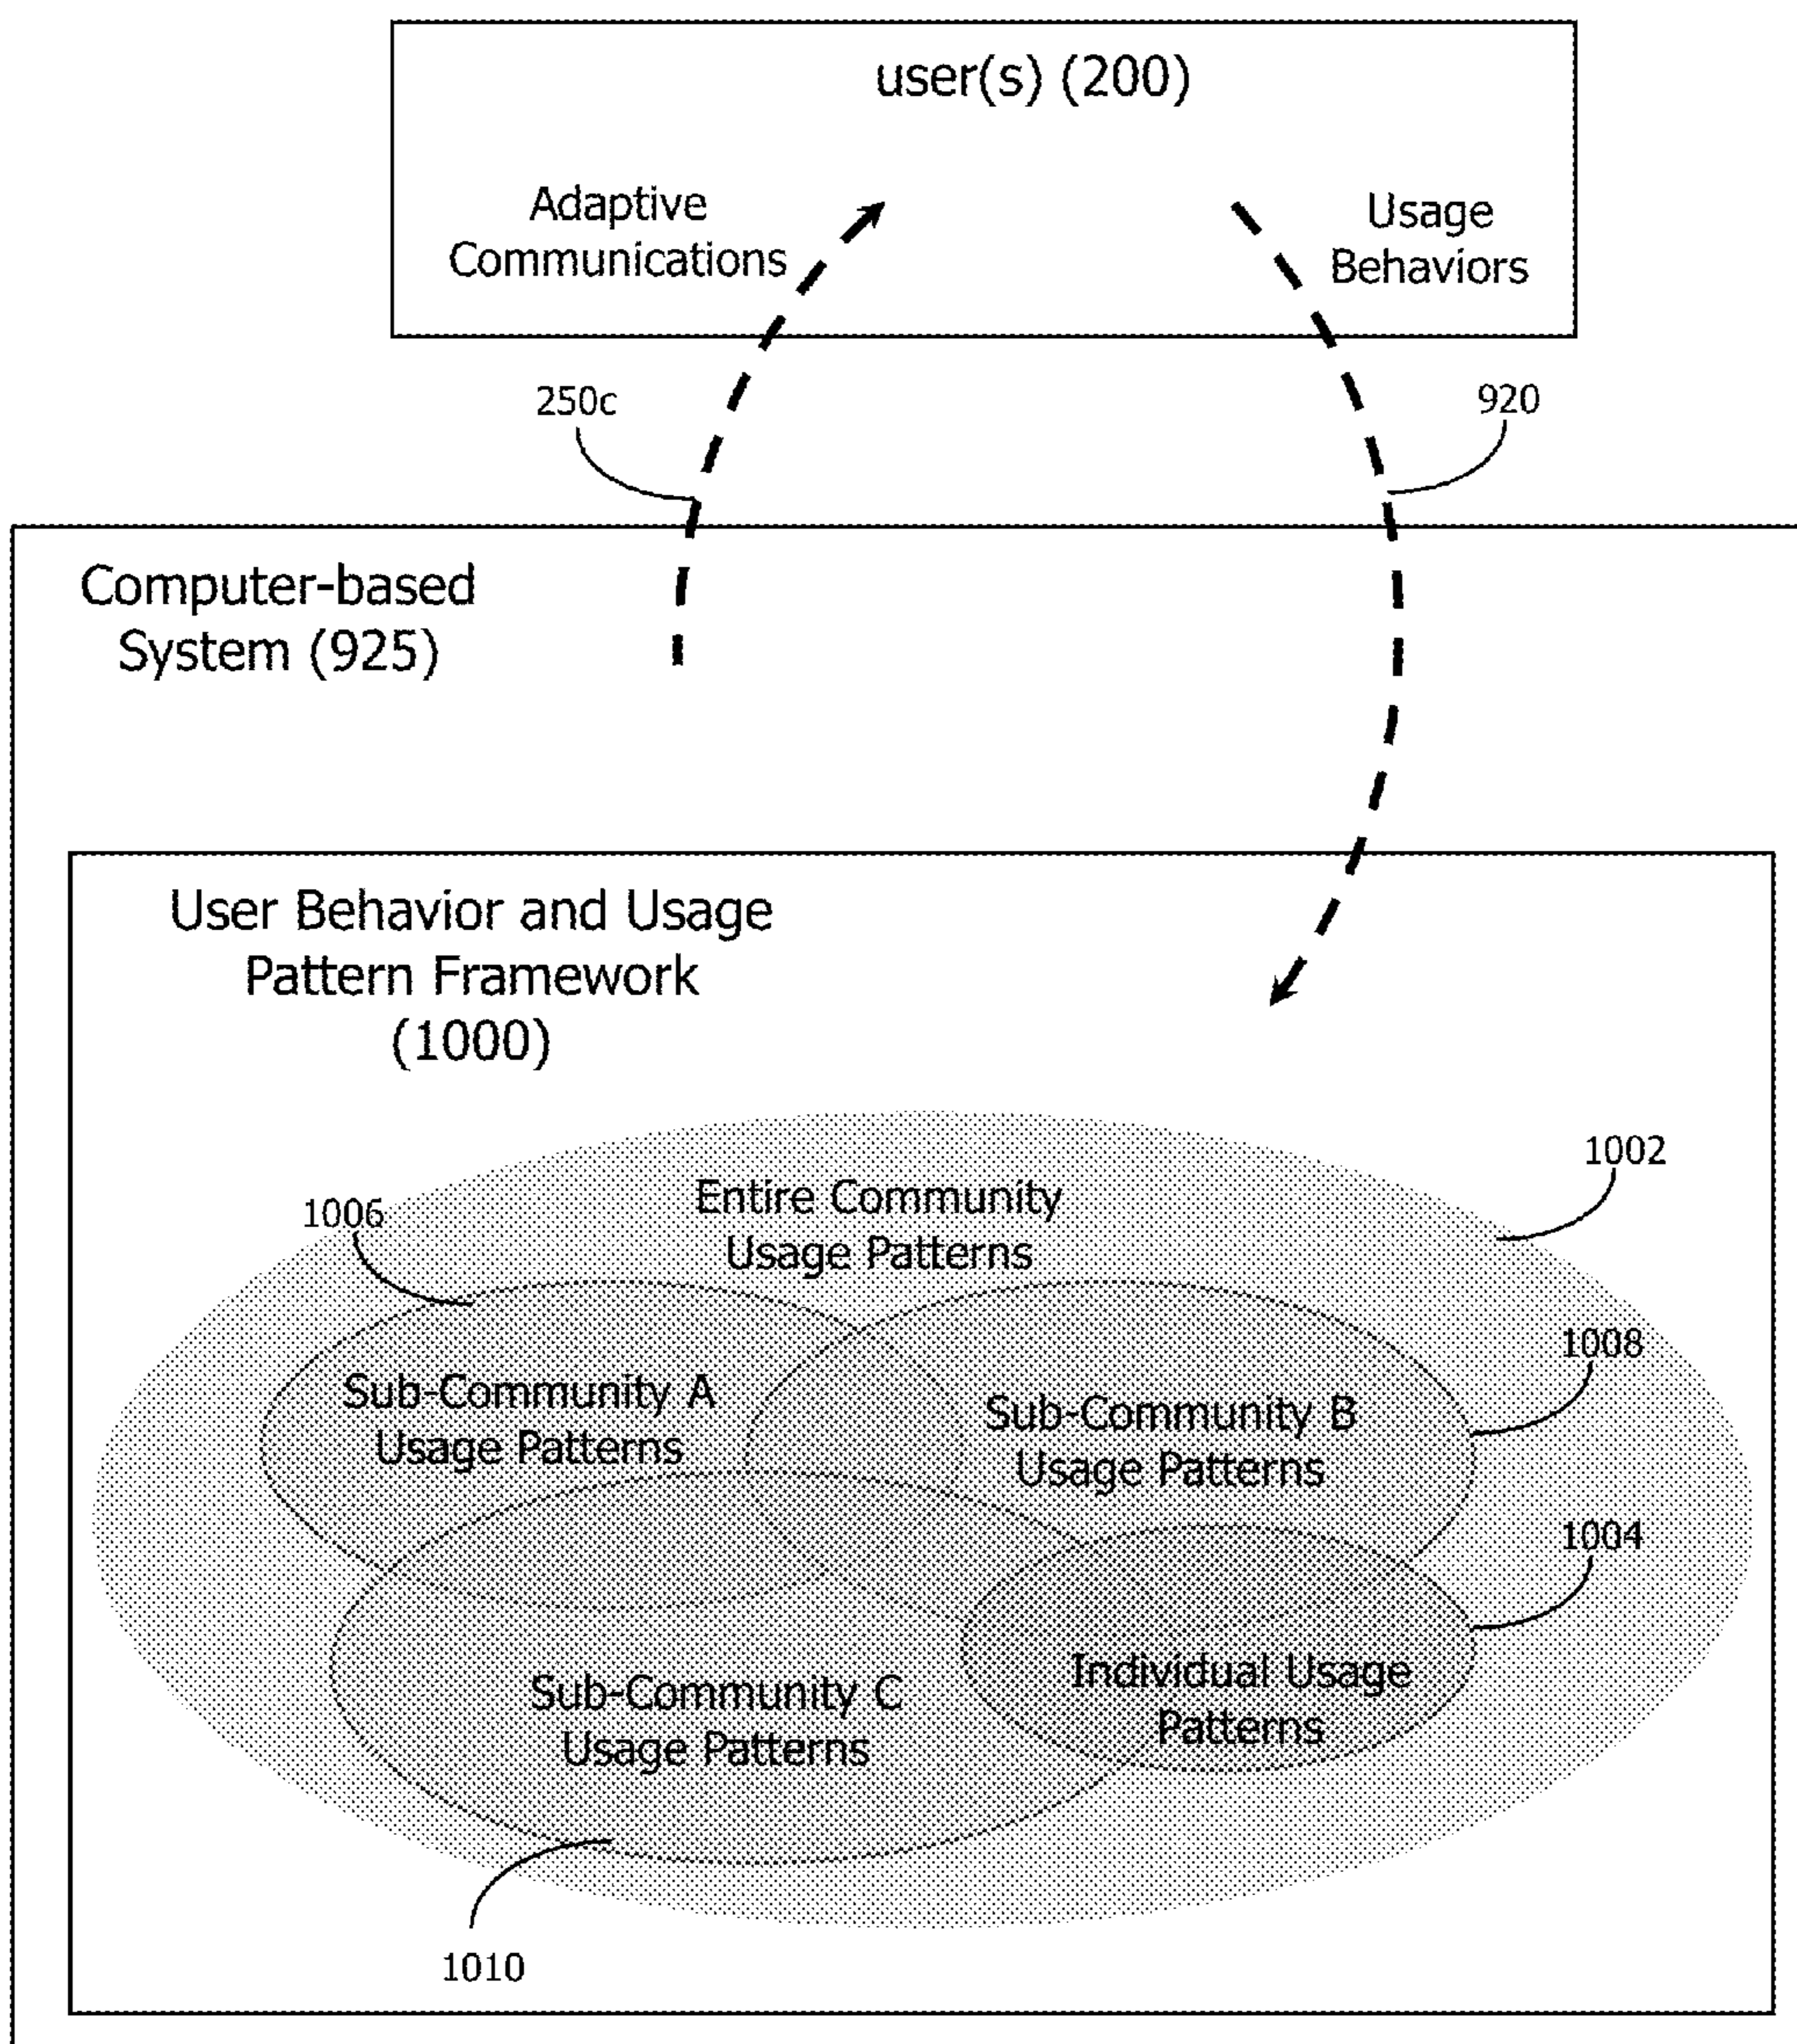 user(s) (200)
Adaptive
Communications
Usage
Behaviors
250c
920
Computer-based
System (925)
User Behavior and Usage
Pattern Framework
(1000)
1002
Entire Community
Usage Patterns
1006
1008
Sub-Community A
Usage Patterns
Sub-Community B
Usage Patterns
1004
Individual Usage
Patterns
Sub-Community C
Usage Patterns
1010